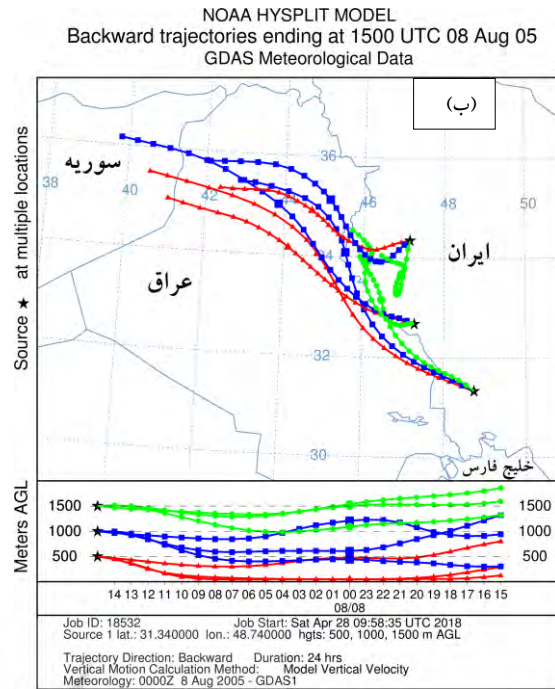 NOAA HYSPLIT MODEL
Backward trajectories ending at 1500 UTC 08 Aug 05
GDAS Meteorological Data
(ب)
سوریه
36
38
40
42
44
46
48
50
ایران
34
عراق
32
30
خلیج فارس
Source ★ at multiple locations
Meters AGL
1500 1500
1000 1000
500 500
14 13 12 11 10 09 08 07 06 05 04 03 02 01 00 23 22 21 20 19 18 17 16 15
08/08
Job ID: 18532 Job Start: Sat Apr 28 09:58:35 UTC 2018
Source 1 lat.: 31.340000 lon.: 48.740000 hgts: 500, 1000, 1500 m AGL
Trajectory Direction: Backward Duration: 24 hrs
Vertical Motion Calculation Method: Model Vertical Velocity
Meteorology: 0000Z 8 Aug 2005 - GDAS1